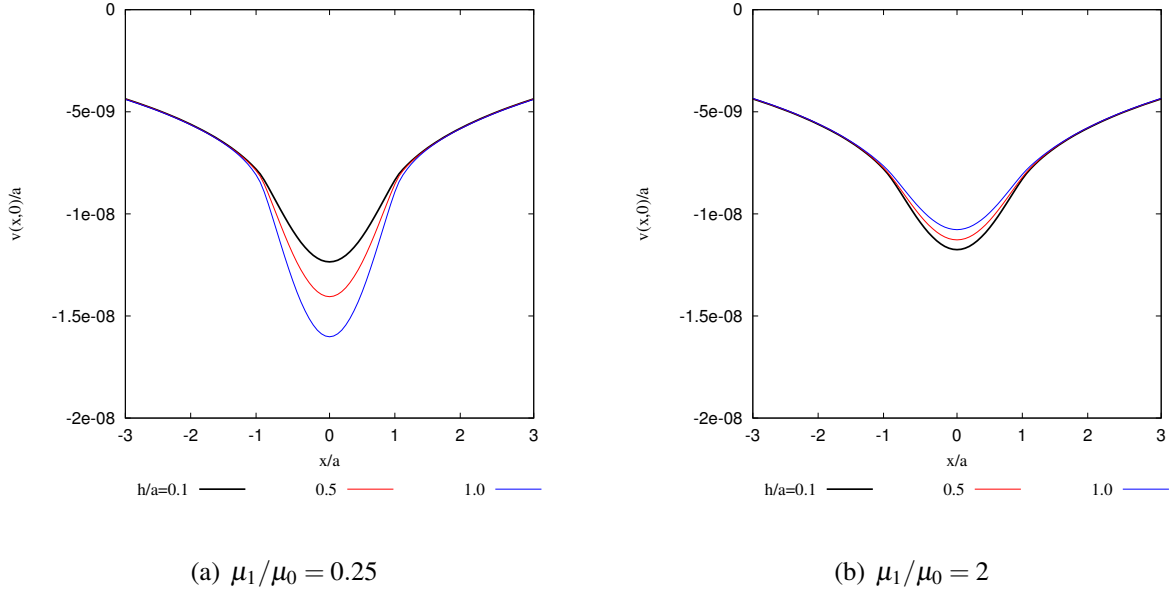 0
-5e-09
-1e-08
-1.5e-08
-2e-08
v(x,0)/a
-3 -2 -1 0 1 2 3
x/a
h/a=0.1 0.5 1.0
(a) μ₁/μ₀ = 0.25
0
-5e-09
-1e-08
-1.5e-08
-2e-08
v(x,0)/a
-3 -2 -1 0 1 2 3
x/a
h/a=0.1 0.5 1.0
(b) μ₁/μ₀ = 2